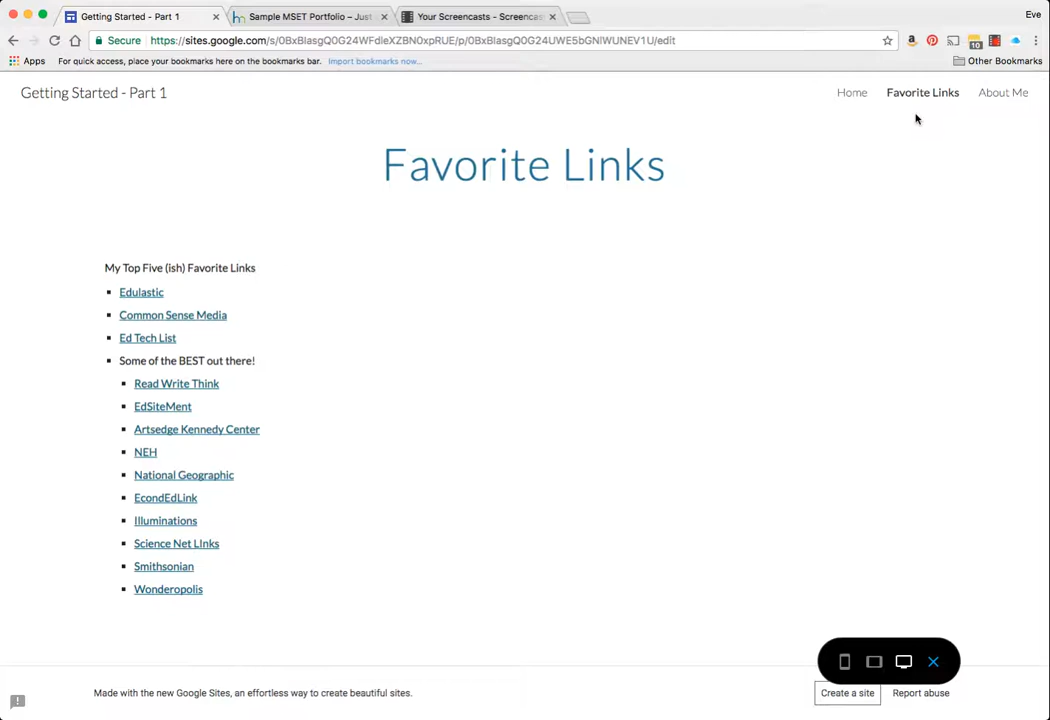 Getting Started - Part 1
Sample MSET Portfolio – Just
Your Screencasts - Screencas
Eve
Secure
https://sites.google.com/s/0BxBIasgQ0G24WFdleXZBN0xpRUE/p/0BxBIasgQ0G24UWE5bGNIWUNEV1U/edit
10
Apps
For quick access, place your bookmarks here on the bookmarks bar. Import bookmarks now...
Other Bookmarks
Getting Started - Part 1
Home
Favorite Links
About Me
Favorite Links
My Top Five (ish) Favorite Links
Edulastic
Common Sense Media
Ed Tech List
Some of the BEST out there!
Read Write Think
EdSiteMent
Artsedge Kennedy Center
NEH
National Geographic
EcondEdLink
Illuminations
Science Net LInks
Smithsonian
Wonderopolis
Made with the new Google Sites, an effortless way to create beautiful sites.
Create a site
Report abuse